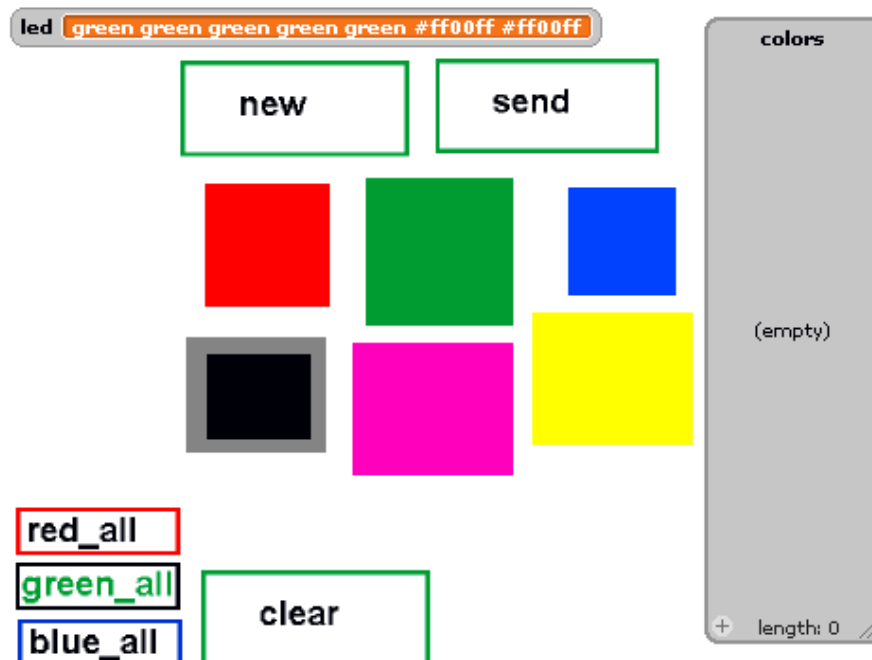 led green green green green green #ff00ff #ff00ff
colors
new
send
(empty)
red_all
green_all
blue_all
clear
+ length: 0